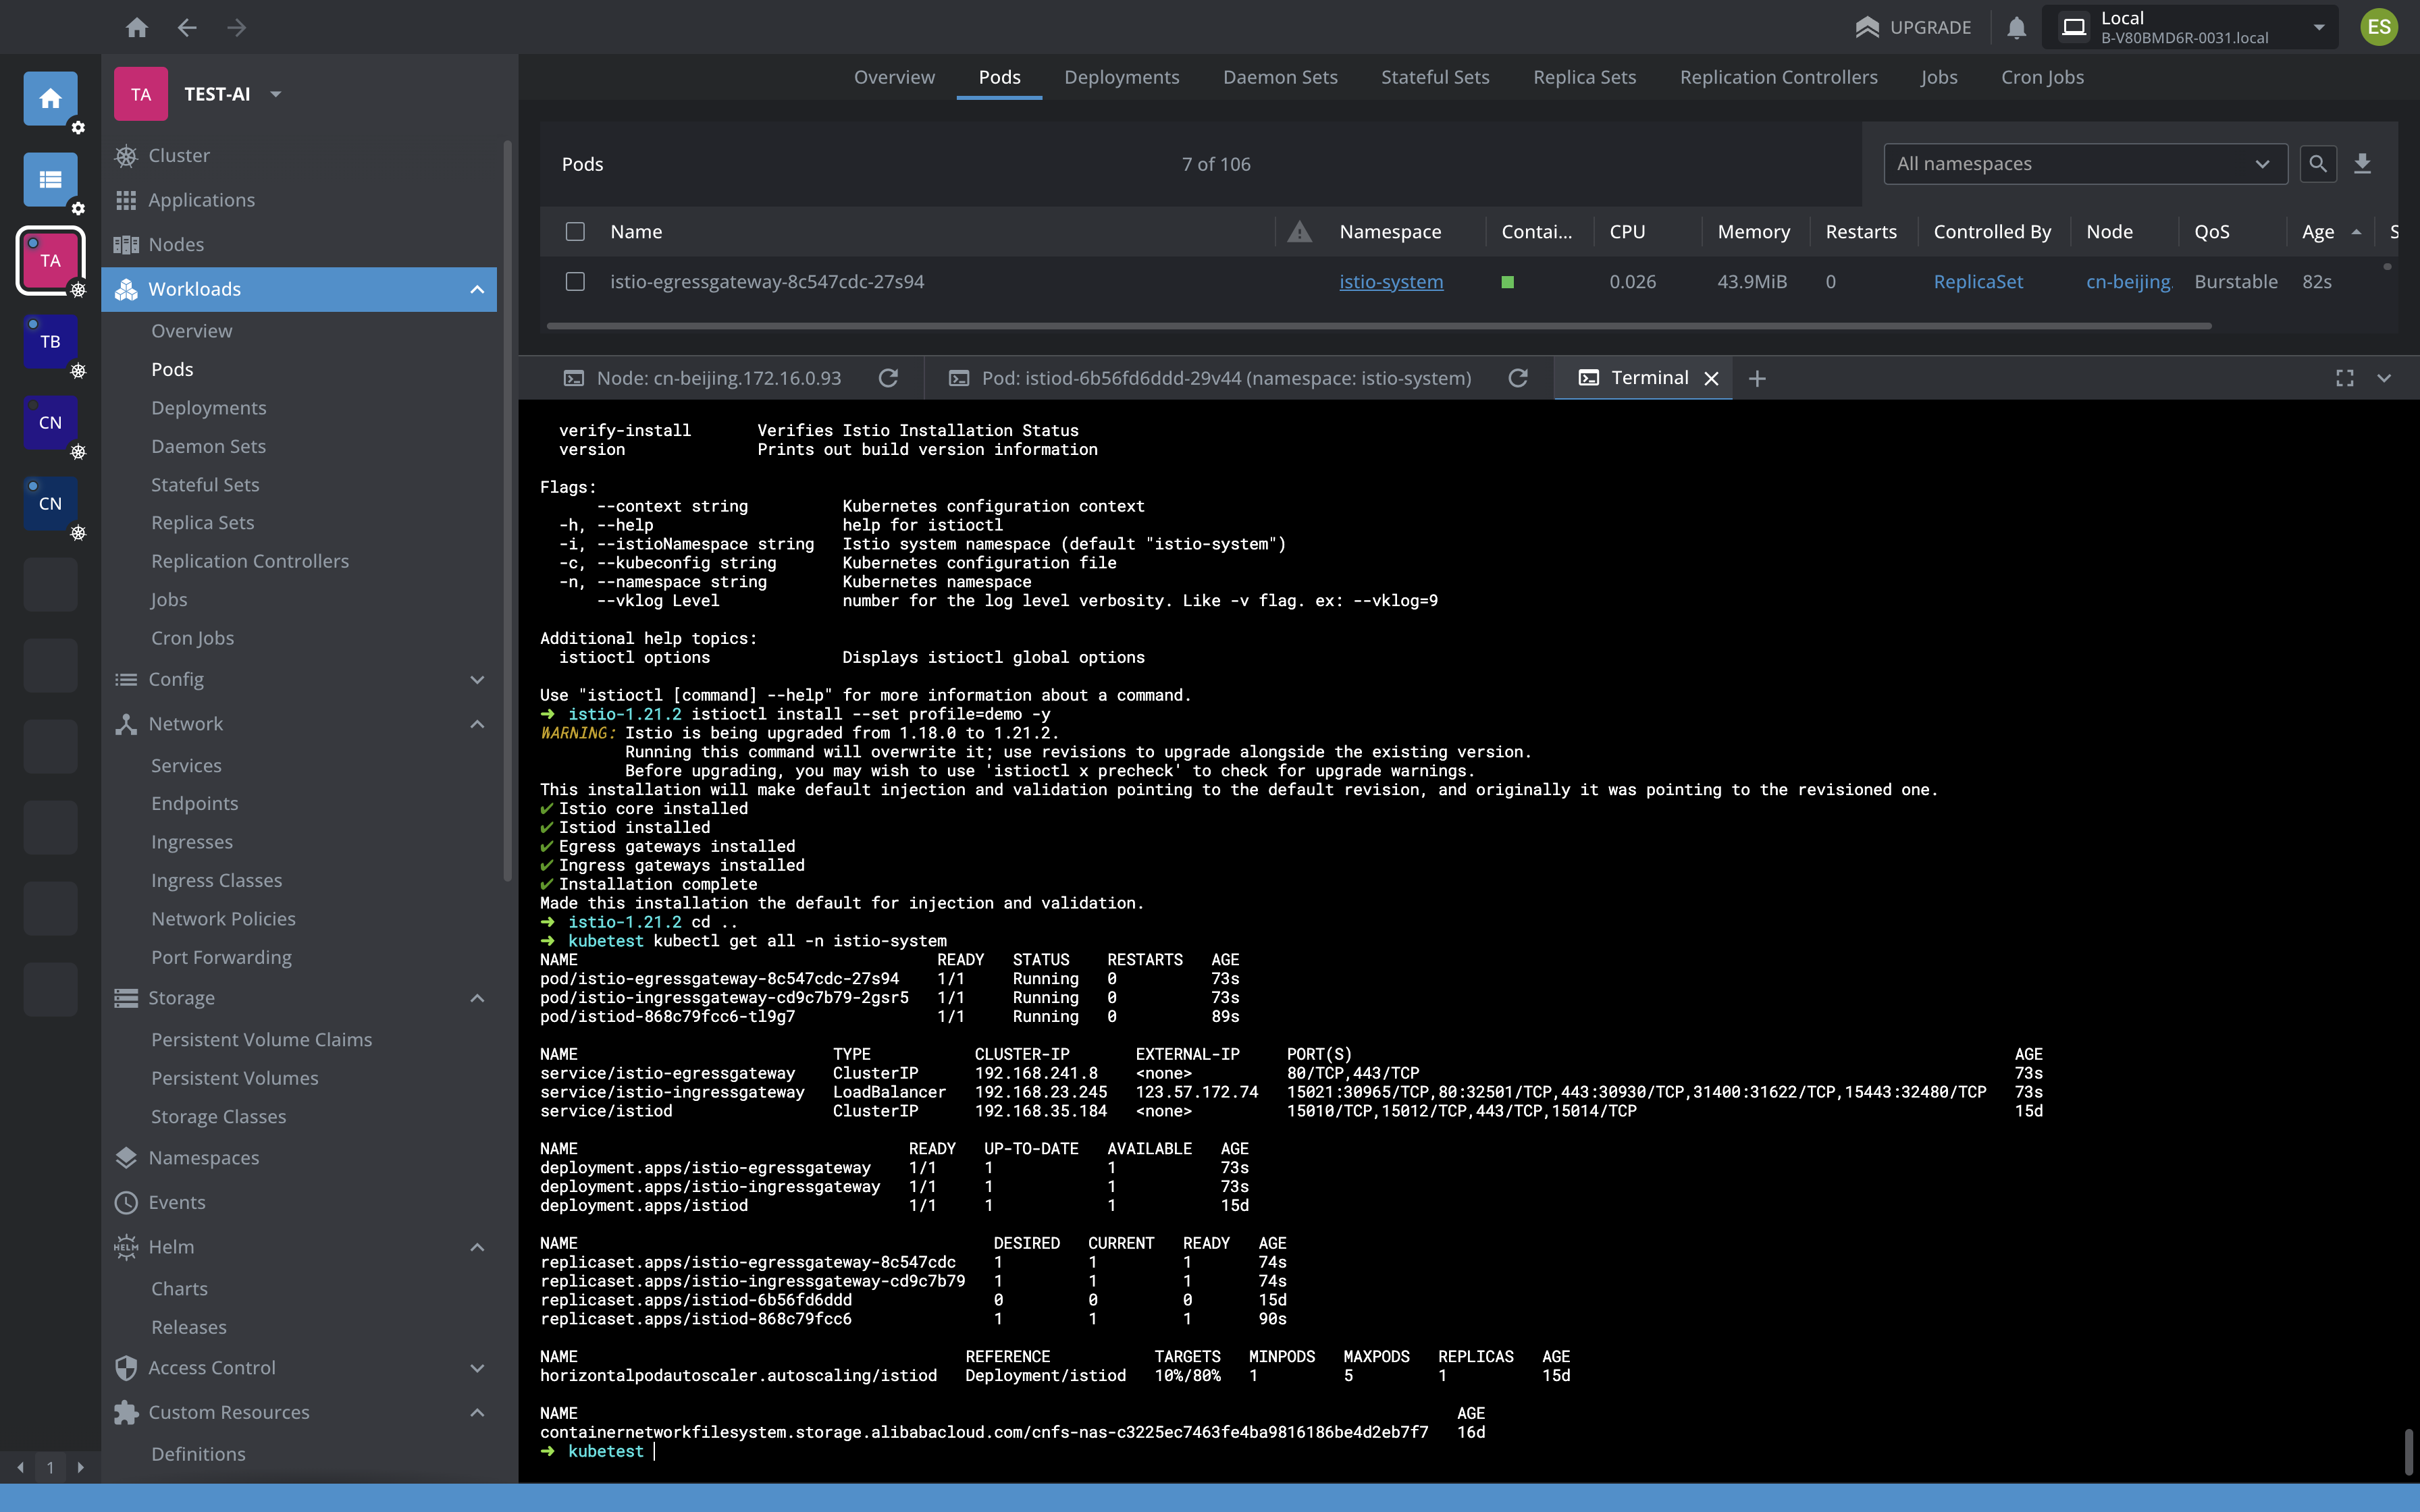 UPGRADE
Local
B-V80BMD6R-0031.local
ES
TA
TEST-AI
TA
TB
CN
CN
1
Cluster
Applications
Nodes
Workloads
Overview
Pods
Deployments
Daemon Sets
Stateful Sets
Replica Sets
Replication Controllers
Jobs
Cron Jobs
Config
Network
Services
Endpoints
Ingresses
Ingress Classes
Network Policies
Port Forwarding
Storage
Persistent Volume Claims
Persistent Volumes
Storage Classes
Namespaces
Events
HELM Helm
Charts
Releases
Access Control
Custom Resources
Definitions
Overview Pods Deployments Daemon Sets Stateful Sets Replica Sets Replication Controllers Jobs Cron Jobs
Pods 7 of 106 All namespaces
Name Namespace Contai... CPU Memory Restarts Controlled By Node QoS Age S
istio-egressgateway-8c547cdc-27s94 istio-system 0.026 43.9MiB 0 ReplicaSet cn-beijing. Burstable 82s
Node: cn-beijing.172.16.0.93 Pod: istiod-6b56fd6ddd-29v44 (namespace: istio-system) Terminal
verify-install Verifies Istio Installation Status
version Prints out build version information
Flags:
--context string Kubernetes configuration context
-h, --help help for istioctl
-i, --istioNamespace string Istio system namespace (default "istio-system")
-c, --kubeconfig string Kubernetes configuration file
-n, --namespace string Kubernetes namespace
--vklog Level number for the log level verbosity. Like -v flag. ex: --vklog=9
Additional help topics:
istioctl options Displays istioctl global options
Use "istioctl [command] --help" for more information about a command.
➜ istio-1.21.2 istioctl install --set profile=demo -y
WARNING: Istio is being upgraded from 1.18.0 to 1.21.2.
Running this command will overwrite it; use revisions to upgrade alongside the existing version.
Before upgrading, you may wish to use 'istioctl x precheck' to check for upgrade warnings.
This installation will make default injection and validation pointing to the default revision, and originally it was pointing to the revisioned one.
✔ Istio core installed
✔ Istiod installed
✔ Egress gateways installed
✔ Ingress gateways installed
✔ Installation complete
Made this installation the default for injection and validation.
➜ istio-1.21.2 cd ..
➜ kubetest kubectl get all -n istio-system
NAME READY STATUS RESTARTS AGE
pod/istio-egressgateway-8c547cdc-27s94 1/1 Running 0 73s
pod/istio-ingressgateway-cd9c7b79-2gsr5 1/1 Running 0 73s
pod/istiod-868c79fcc6-tl9g7 1/1 Running 0 89s
NAME TYPE CLUSTER-IP EXTERNAL-IP PORT(S) AGE
service/istio-egressgateway ClusterIP 192.168.241.8 <none> 80/TCP,443/TCP 73s
service/istio-ingressgateway LoadBalancer 192.168.23.245 123.57.172.74 15021:30965/TCP,80:32501/TCP,443:30930/TCP,31400:31622/TCP,15443:32480/TCP 73s
service/istiod ClusterIP 192.168.35.184 <none> 15010/TCP,15012/TCP,443/TCP,15014/TCP 15d
NAME READY UP-TO-DATE AVAILABLE AGE
deployment.apps/istio-egressgateway 1/1 1 1 73s
deployment.apps/istio-ingressgateway 1/1 1 1 73s
deployment.apps/istiod 1/1 1 1 15d
NAME DESIRED CURRENT READY AGE
replicaset.apps/istio-egressgateway-8c547cdc 1 1 1 74s
replicaset.apps/istio-ingressgateway-cd9c7b79 1 1 1 74s
replicaset.apps/istiod-6b56fd6ddd 0 0 0 15d
replicaset.apps/istiod-868c79fcc6 1 1 1 90s
NAME REFERENCE TARGETS MINPODS MAXPODS REPLICAS AGE
horizontalpodautoscaler.autoscaling/istiod Deployment/istiod 10%/80% 1 5 1 15d
NAME AGE
containernetworkfilesystem.storage.alibabacloud.com/cnfs-nas-c3225ec7463fe4ba9816186be4d2eb7f7 16d
➜ kubetest